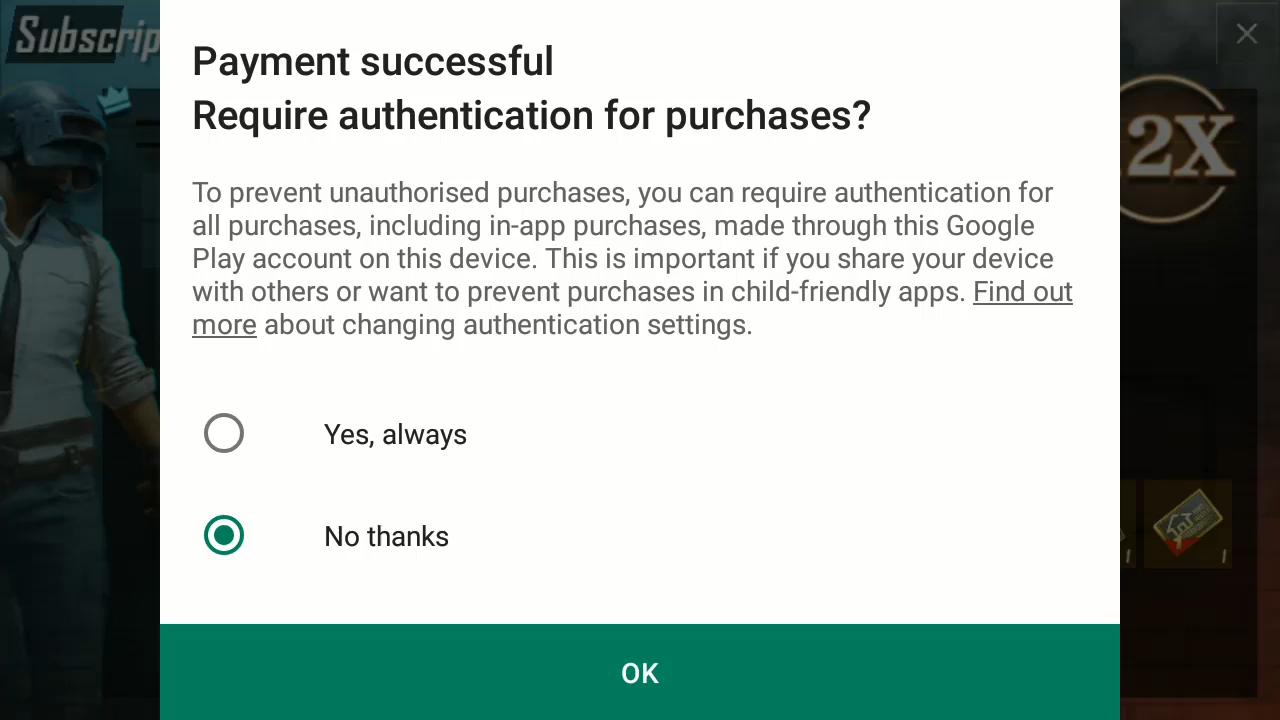 Subscrip
Payment successful
Require authentication for purchases?
2X
To prevent unauthorised purchases, you can require authentication for
all purchases, including in-app purchases, made through this Google
Play account on this device. This is important if you share your device
with others or want to prevent purchases in child-friendly apps. Find out
more about changing authentication settings.
Yes, always
No thanks
1
1
OK